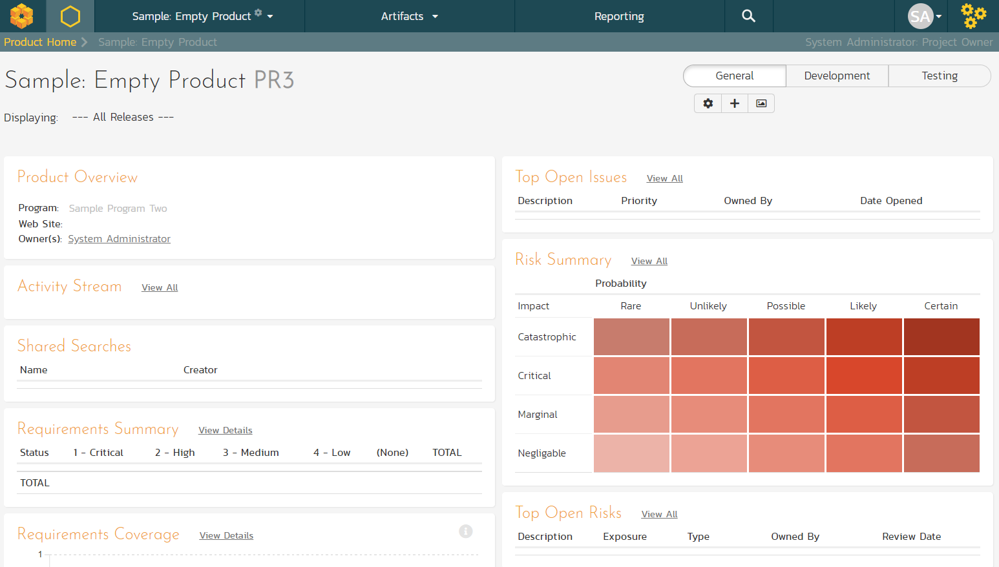 Sample: Empty Product
Artifacts
Reporting
SA
Product Home
Sample: Empty Product
System Administrator: Project Owner
Sample: Empty Product PR3
General
Development
Testing
Displaying: --- All Releases ---
Product Overview
Program: Sample Program Two
Web Site:
Owner(s): System Administrator
Activity Stream View All
Shared Searches
Name Creator
Requirements Summary View Details
Status 1 - Critical 2 - High 3 - Medium 4 - Low (None) TOTAL
TOTAL
Requirements Coverage View Details
1
Top Open Issues View All
Description Priority Owned By Date Opened
Risk Summary View All
Probability
Impact Rare Unlikely Possible Likely Certain
Catastrophic
Critical
Marginal
Negligable
Top Open Risks View All
Description Exposure Type Owned By Review Date